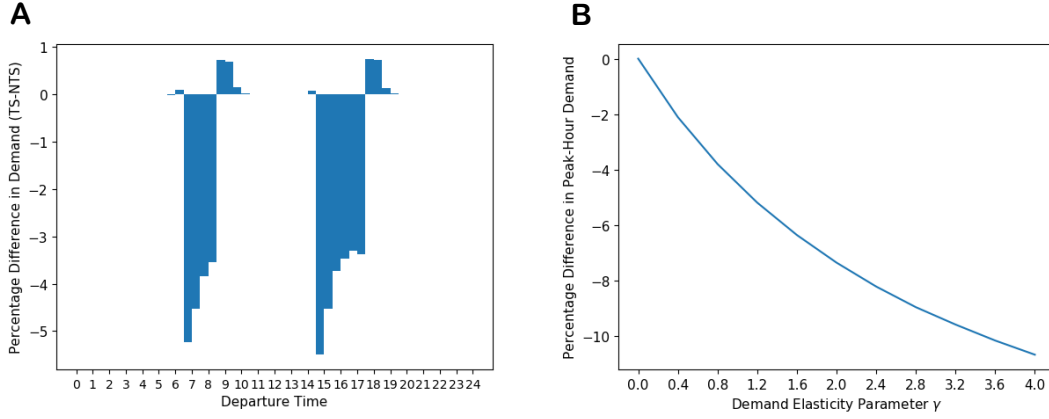 A
Percentage Difference in Demand (TS-NTS)
1
0
−1
−2
−3
−4
−5
0 1 2 3 4 5 6 7 8 9 10 11 12 13 14 15 16 17 18 19 20 21 22 23 24
Departure Time
B
Percentage Difference in Peak-Hour Demand
0
−2
−4
−6
−8
−10
0.0 0.4 0.8 1.2 1.6 2.0 2.4 2.8 3.2 3.6 4.0
Demand Elasticity Parameter γ